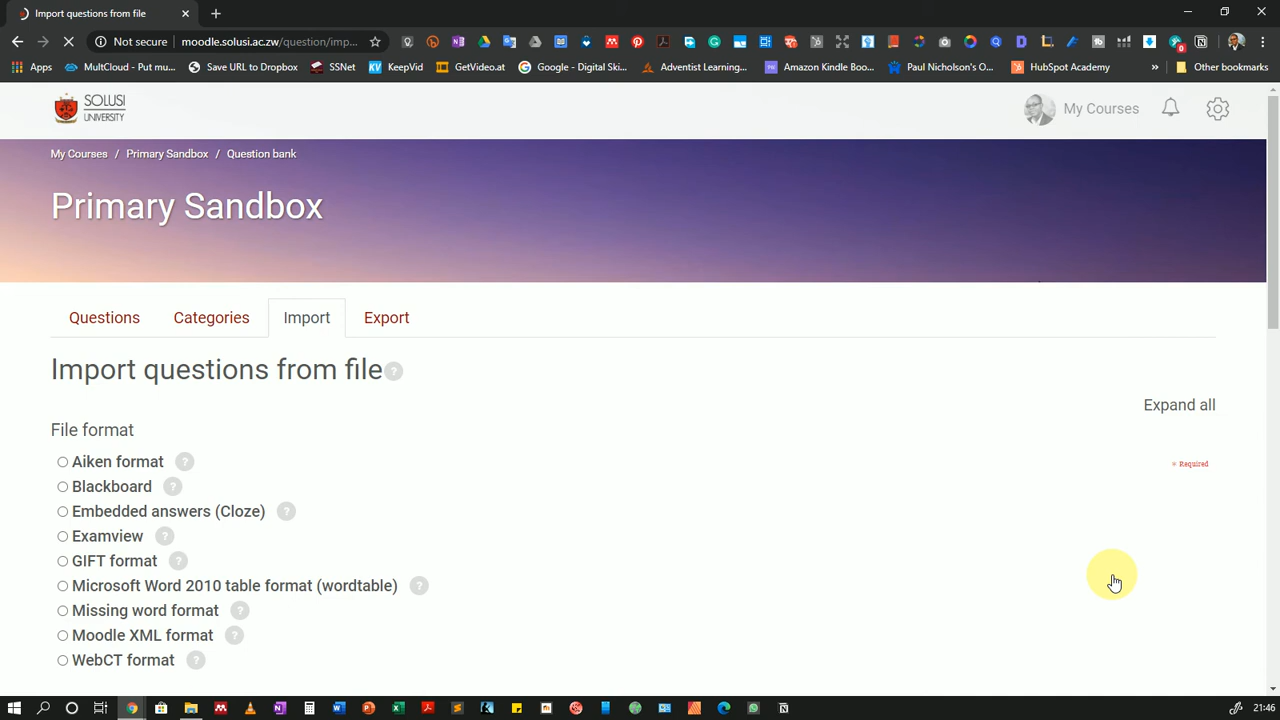 Import questions from file
Not secure
moodle.solusi.ac.zw/question/imp...
Apps
MultCloud - Put mu...
Save URL to Dropbox
SSNet
KeepVid
GetVideo.at
Google - Digital Ski...
Adventist Learning...
Amazon Kindle Boo...
Paul Nicholson's O...
HubSpot Academy
»
Other bookmarks
SOLUSI
UNIVERSITY
My Courses
My Courses / Primary Sandbox / Question bank
Primary Sandbox
Questions
Categories
Import
Export
Import questions from file
Expand all
File format
Required
Aiken format
Blackboard
Embedded answers (Cloze)
Examview
GIFT format
Microsoft Word 2010 table format (wordtable)
Missing word format
Moodle XML format
WebCT format
21:46